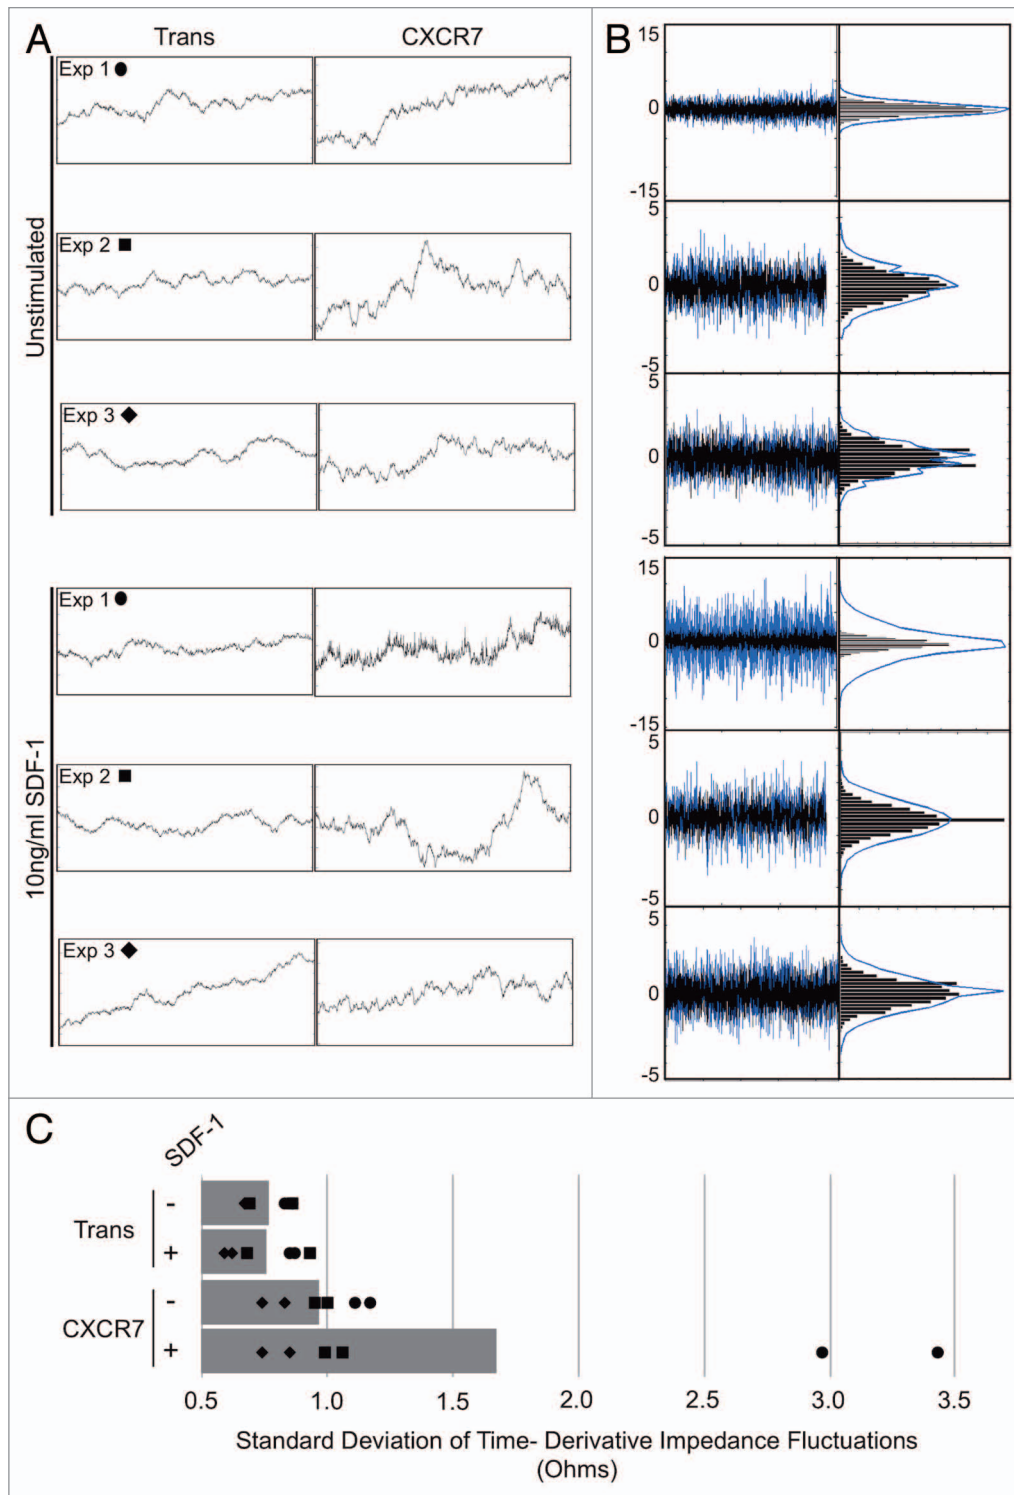 A
Trans
CXCR7
Unstimulated
Exp 1
Exp 2
Exp 3
10ng/ml SDF-1
Exp 1
Exp 2
Exp 3
B
15
0
-15
5
0
-5
5
0
-5
15
0
-15
5
0
-5
5
0
-5
C
SDF-1
Trans
-
+
CXCR7
-
+
0.5 1.0 1.5 2.0 2.5 3.0 3.5
Standard Deviation of Time- Derivative Impedance Fluctuations
(Ohms)